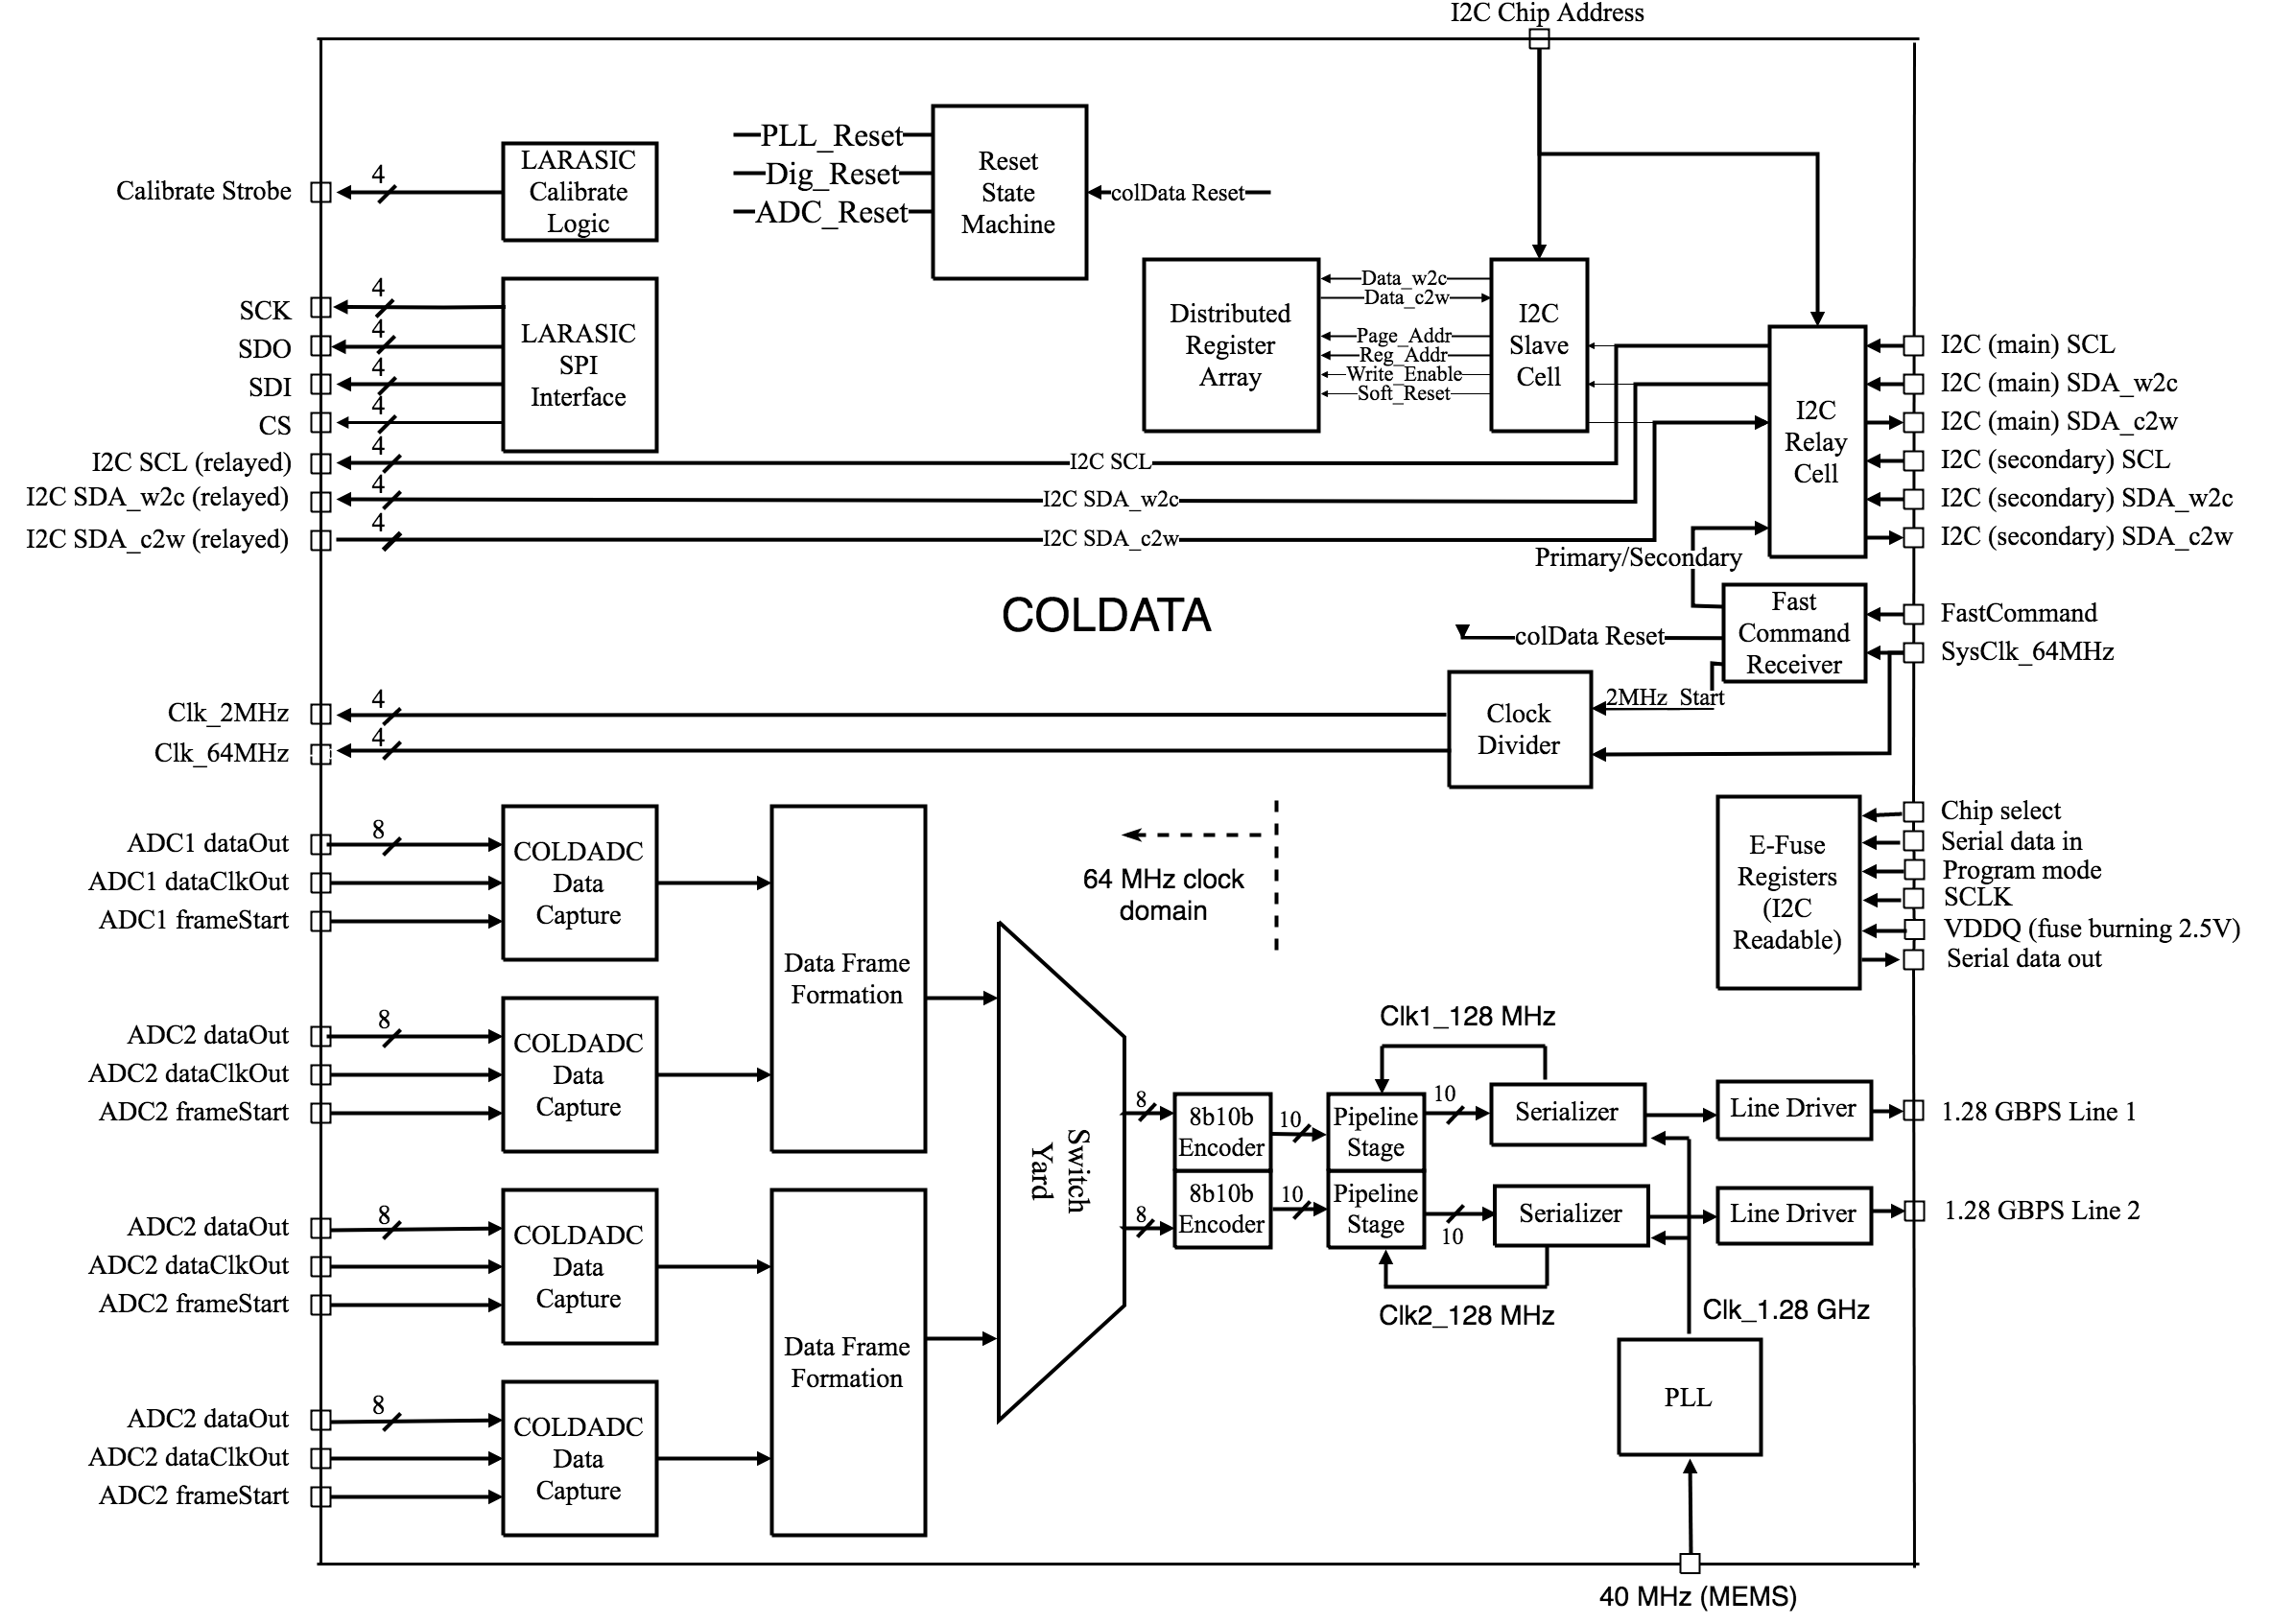 I2C Chip Address
PLL_Reset
Dig_Reset
ADC_Reset
Reset
State
Machine
colData Reset
LARASIC
Calibrate
Logic
4
Calibrate Strobe
LARASIC
SPI
Interface
4
SCK
4
SDO
4
SDI
4
CS
4
I2C SCL (relayed)
I2C SCL
4
I2C SDA_w2c (relayed)
I2C SDA_w2c
4
I2C SDA_c2w (relayed)
I2C SDA_c2w
Distributed
Register
Array
Data_w2c
Data_c2w
Page_Addr
Reg_Addr
Write_Enable
Soft_Reset
I2C
Slave
Cell
I2C
Relay
Cell
I2C (main) SCL
I2C (main) SDA_w2c
I2C (main) SDA_c2w
I2C (secondary) SCL
I2C (secondary) SDA_w2c
I2C (secondary) SDA_c2w
Primary/Secondary
COLDATA
Fast
Command
Receiver
FastCommand
SysClk_64MHz
colData Reset
2MHz_Start
Clock
Divider
4
Clk_2MHz
4
Clk_64MHz
E-Fuse
Registers
(I2C
Readable)
Chip select
Serial data in
Program mode
SCLK
VDDQ (fuse burning 2.5V)
Serial data out
64 MHz clock
domain
8
ADC1 dataOut
ADC1 dataClkOut
ADC1 frameStart
COLDADC
Data
Capture
8
ADC2 dataOut
ADC2 dataClkOut
ADC2 frameStart
COLDADC
Data
Capture
Data Frame
Formation
8
ADC2 dataOut
ADC2 dataClkOut
ADC2 frameStart
COLDADC
Data
Capture
8
ADC2 dataOut
ADC2 dataClkOut
ADC2 frameStart
COLDADC
Data
Capture
Data Frame
Formation
Switch
Yard
8
8b10b
Encoder
10
Pipeline
Stage
10
Clk1_128 MHz
Serializer
Line Driver
1.28 GBPS Line 1
8
8b10b
Encoder
10
Pipeline
Stage
10
Clk2_128 MHz
Serializer
Line Driver
1.28 GBPS Line 2
Clk_1.28 GHz
PLL
40 MHz (MEMS)